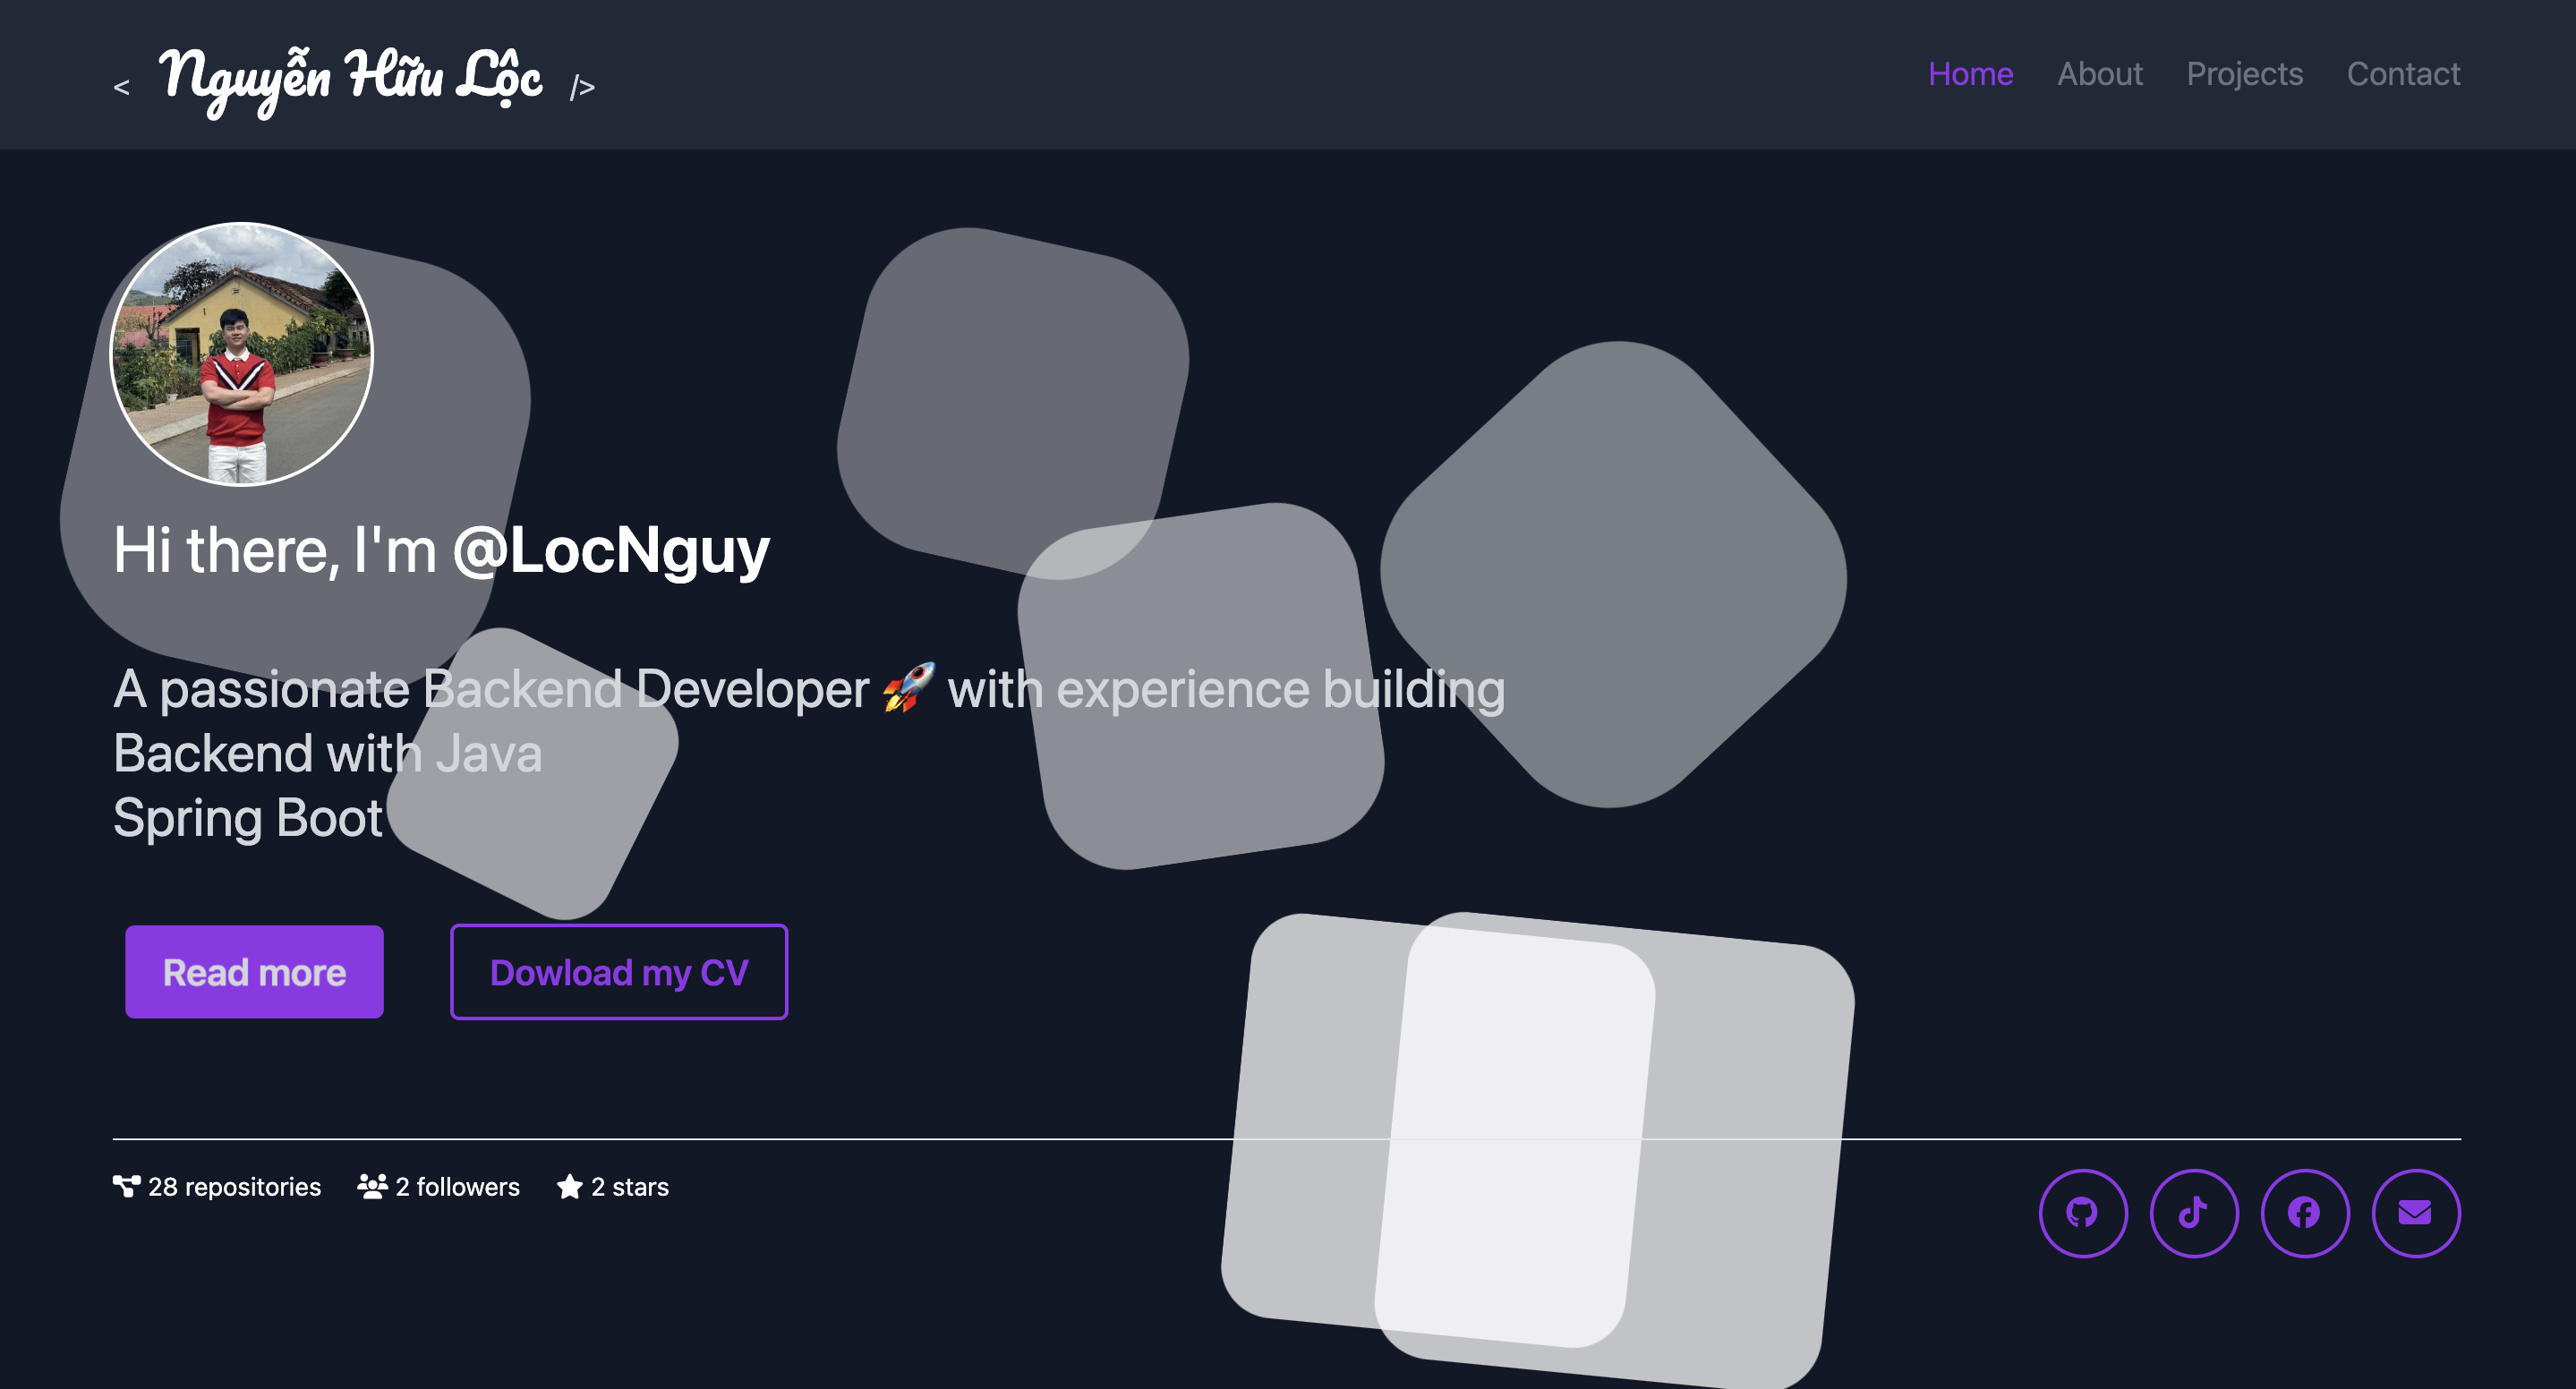 < Nguyễn Hữu Lộc />
Home About Projects Contact
Hi there, I'm @LocNguy
A passionate Backend Developer 🚀 with experience building
Backend with Java
Spring Boot
Read more
Dowload my CV
28 repositories 2 followers 2 stars